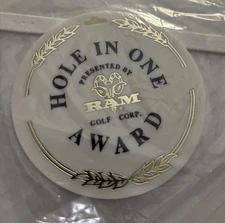 HOLE IN ONE
PRESENTED BY
RAM
GOLF CORP.
AWARD